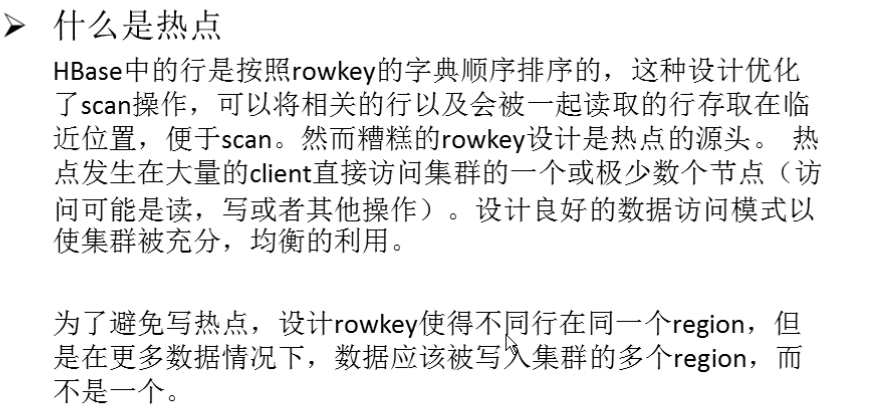 什么是热点
HBase中的行是按照rowkey的字典顺序排序的，这种设计优化
了scan操作，可以将相关的行以及会被一起读取的行存取在临
近位置，便于scan。然而糟糕的rowkey设计是热点的源头。 热
点发生在大量的client直接访问集群的一个或极少数个节点（访
问可能是读，写或者其他操作）。设计良好的数据访问模式以
使集群被充分，均衡的利用。
为了避免写热点，设计rowkey使得不同行在同一个region，但
是在更多数据情况下，数据应该被写入集群的多个region，而
不是一个。